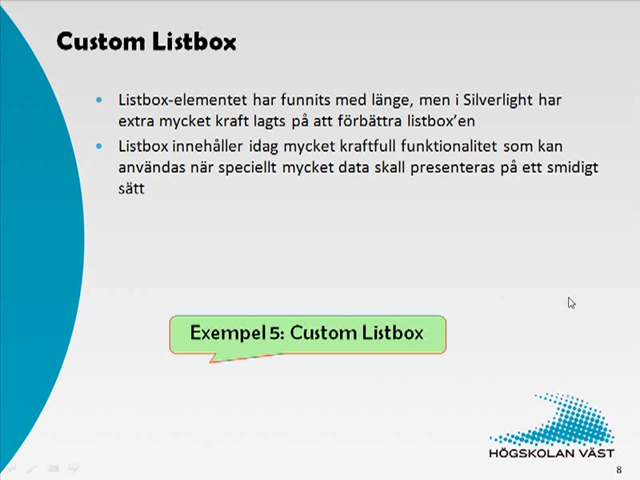 Custom Listbox
Listbox-elementet har funnits med länge, men i Silverlight har
extra mycket kraft lagts på att förbättra listbox’en
Listbox innehåller idag mycket kraftfull funktionalitet som kan
användas när speciellt mycket data skall presenteras på ett smidigt
sätt
Exempel 5: Custom Listbox
HÖGSKOLAN VÄST
8